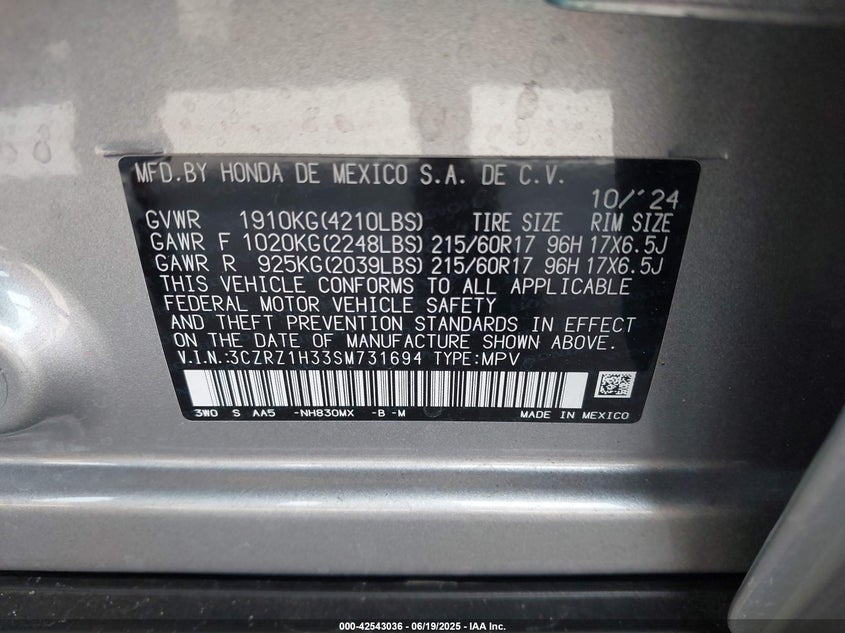 MFD.BY HONDA DE MEXICO S.A. DE C.V.
10/'24
GVWR 1910KG(4210LBS) TIRE SIZE RIM SIZE
GAWR F 1020KG(2248LBS) 215/60R17 96H 17X6.5J
GAWR R 925KG(2039LBS) 215/60R17 96H 17X6.5J
THIS VEHICLE CONFORMS TO ALL APPLICABLE
FEDERAL MOTOR VEHICLE SAFETY
AND THEFT PREVENTION STANDARDS IN EFFECT
ON THE DATE OF MANUFACTURE SHOWN ABOVE.
V.I.N.:3CZRZ1H33SM731694 TYPE:MPV
3W0 S AA5 -NH830MX -B -M MADE IN MEXICO
000-42543036 - 06/19/2025 - IAA Inc.